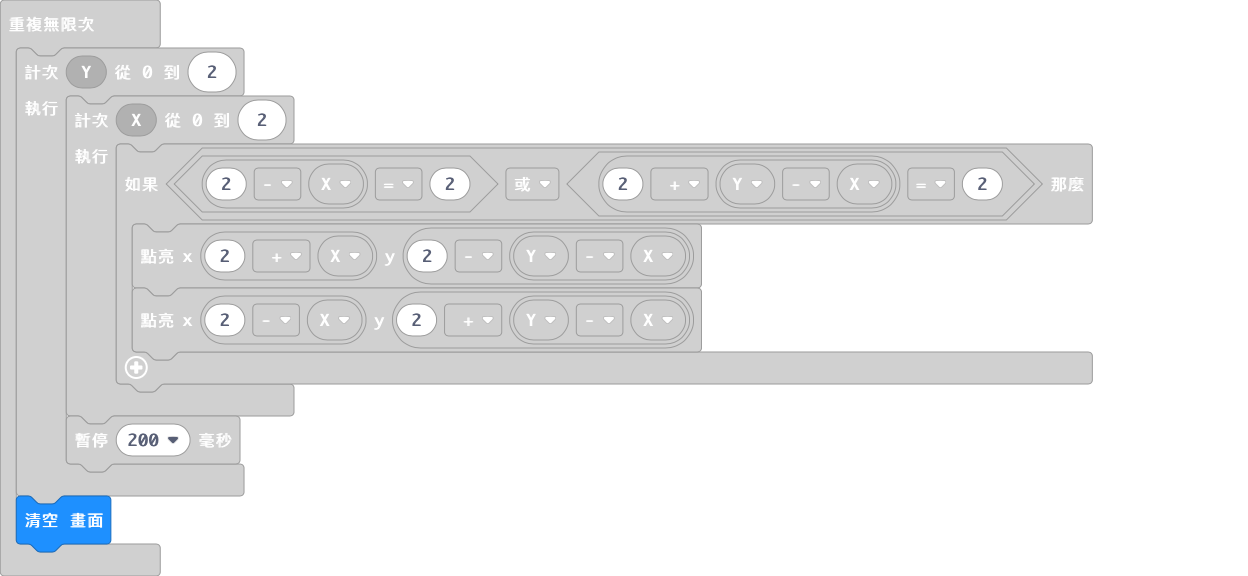 重複無限次
計次 Y 從 0 到 2
執行 計次 X 從 0 到 2
執行 如果 2 - X = 2 或 2 + Y - X = 2 那麼
點亮 x 2 + X y 2 - Y - X
點亮 x 2 - X y 2 + Y - X
暫停 200 毫秒
清空 畫面